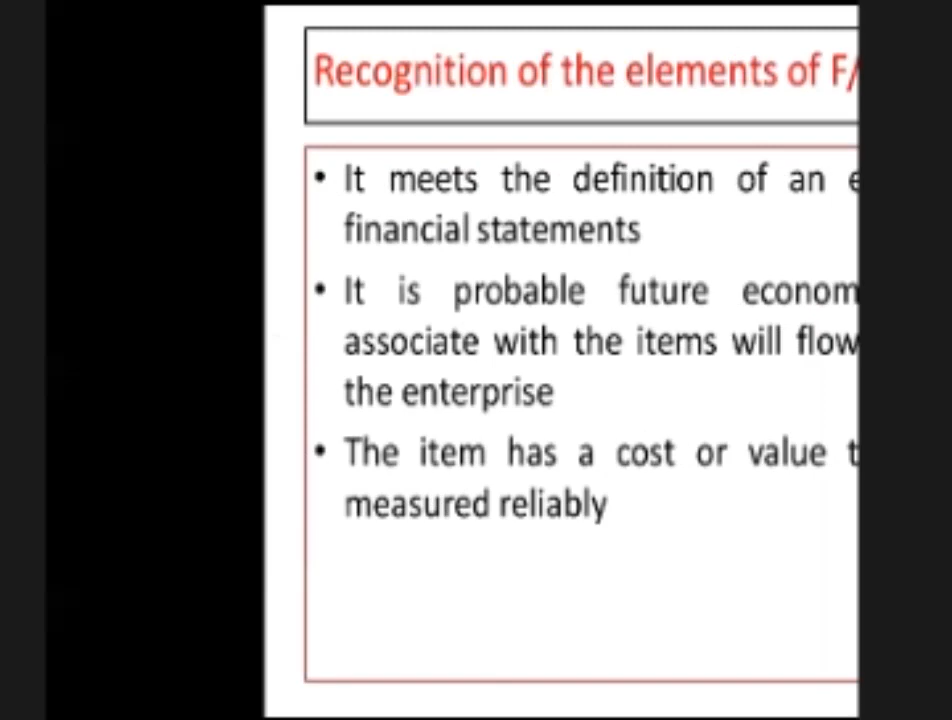 Recognition of the elements of F/
• It meets the definition of an
financial statements
• It is probable future econom
associate with the items will flow
the enterprise
• The item has a cost or value
measured reliably